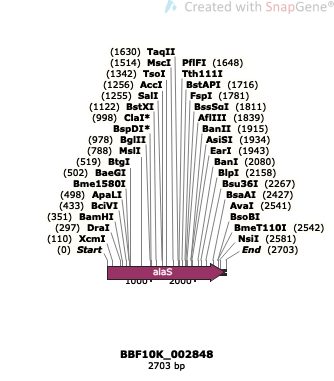 Created with SnapGene®
(1630) TaqII
(1514) MscI PflFI (1648)
(1342) TsoI Tth111I
(1256) AccI BstAPI (1716)
(1255) SalI FspI (1781)
(1122) BstXI BssSαI (1811)
(998) ClaI* AflIII (1839)
BspDI* BanII (1915)
(978) BglII AsiSI (1934)
(788) MslI EarI (1943)
(519) BtgI BanI (2080)
(502) BaeGI BlpI (2158)
Bme1580I Bsu36I (2267)
(498) ApaLI BsaAI (2427)
(433) BciVI AvaI (2541)
(351) BamHI BsoBI
(297) DraI BmeT110I (2542)
(110) XcmI NsiI (2581)
(0) Start End (2703)
alaS
1000 2000
BBF10K_002848
2703 bp